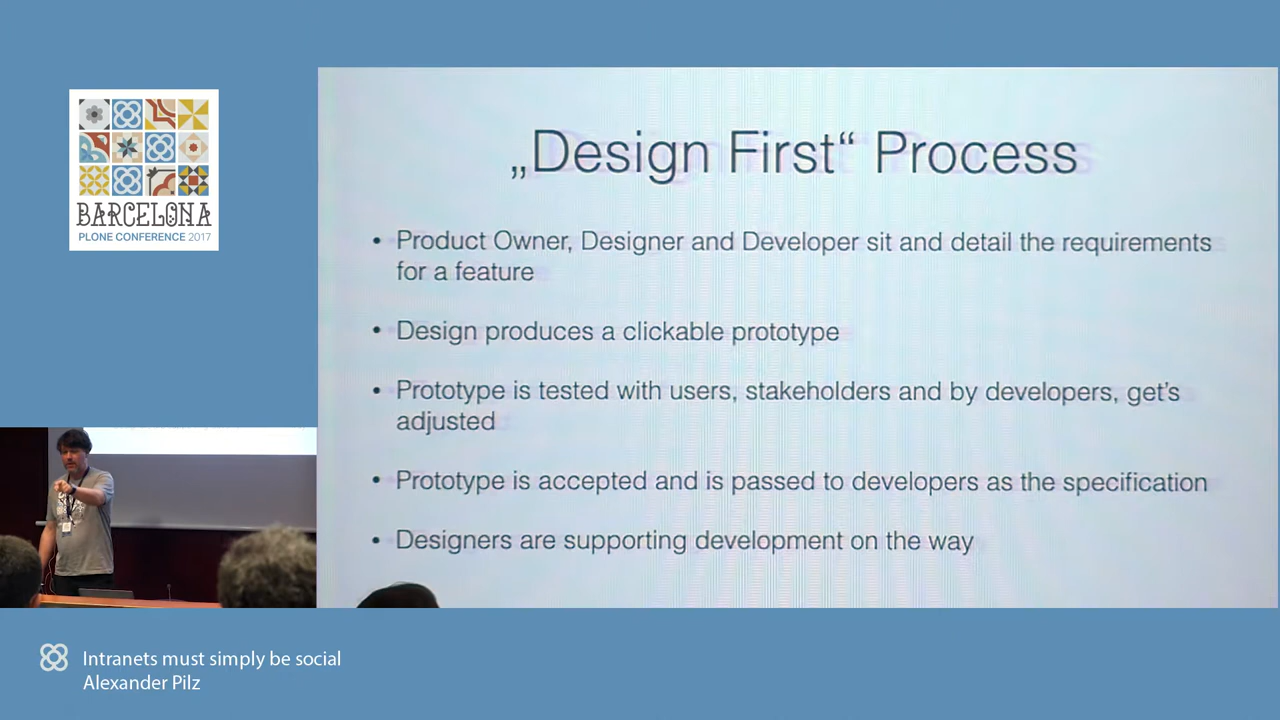 BARCELONA
PLONE CONFERENCE 2017
„Design First“ Process
• Product Owner, Designer and Developer sit and detail the requirements
for a feature
• Design produces a clickable prototype
• Prototype is tested with users, stakeholders and by developers, get's
adjusted
• Prototype is accepted and is passed to developers as the specification
• Designers are supporting development on the way
Intranets must simply be social
Alexander Pilz